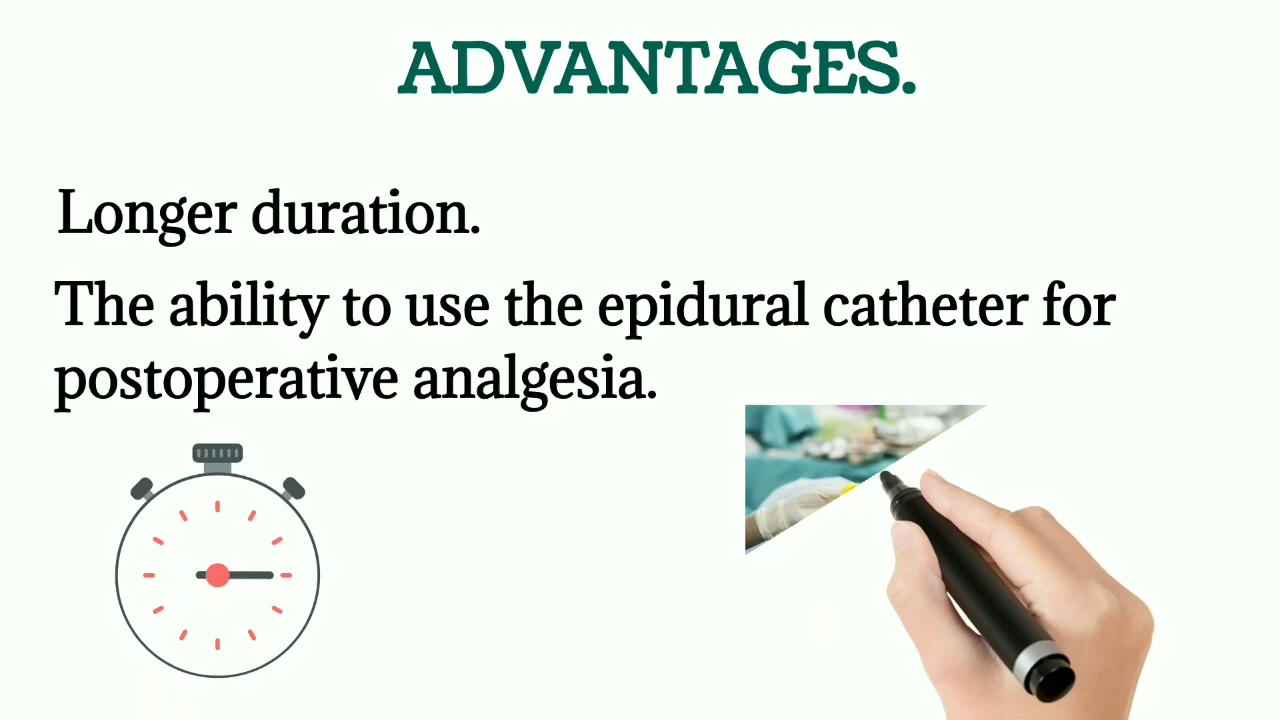 ADVANTAGES.
Longer duration.
The ability to use the epidural catheter for
postoperative analgesia.